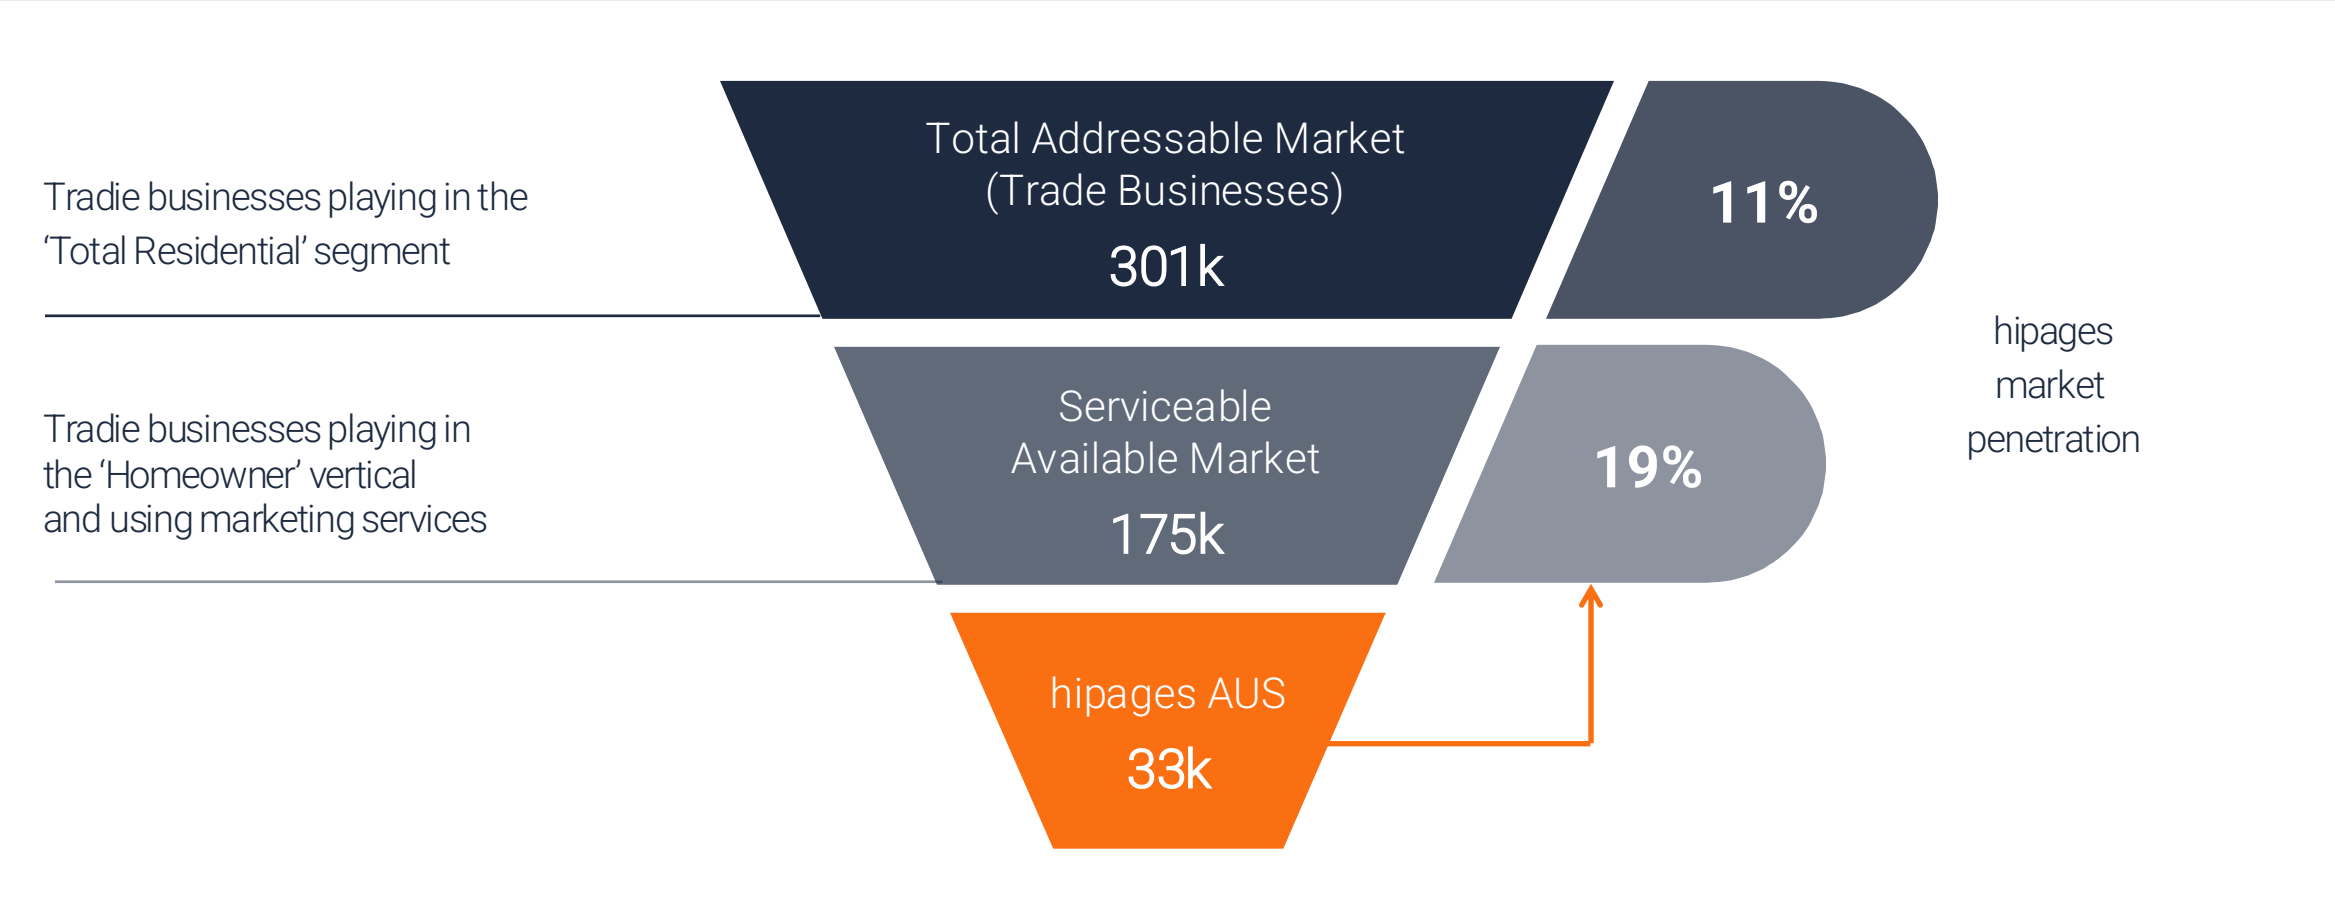 Tradie businesses playing in the
‘Total Residential’ segment
Total Addressable Market
(Trade Businesses)
301k
11%
Tradie businesses playing in
the ‘Homeowner’ vertical
and using marketing services
Serviceable
Available Market
175k
19%
hipages
market
penetration
hipages AUS
33k